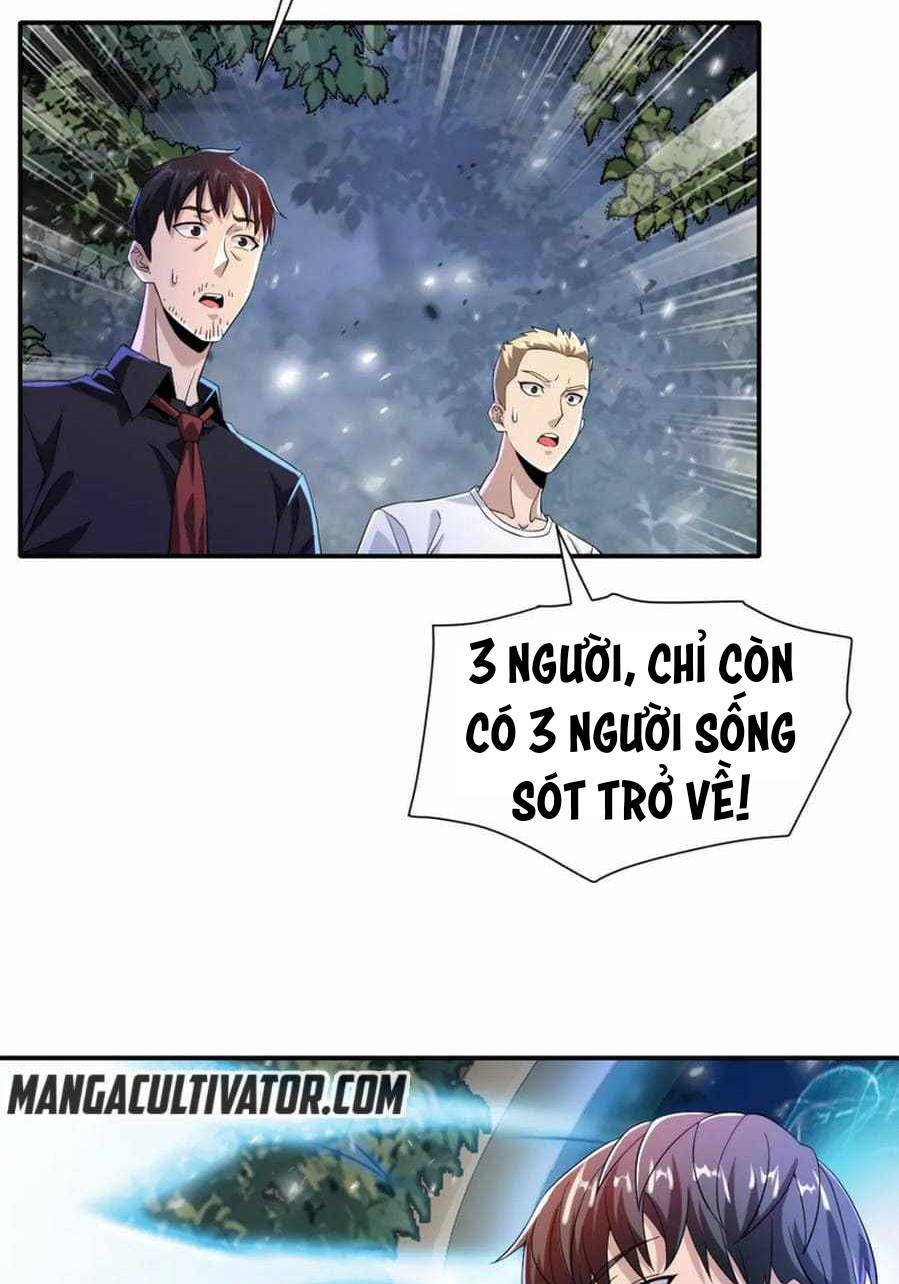 3 NGƯỜI, CHỈ CÒN
CÓ 3 NGƯỜI SỐNG
SÓT TRỞ VỀ!
MANGACULTIVATOR.COM